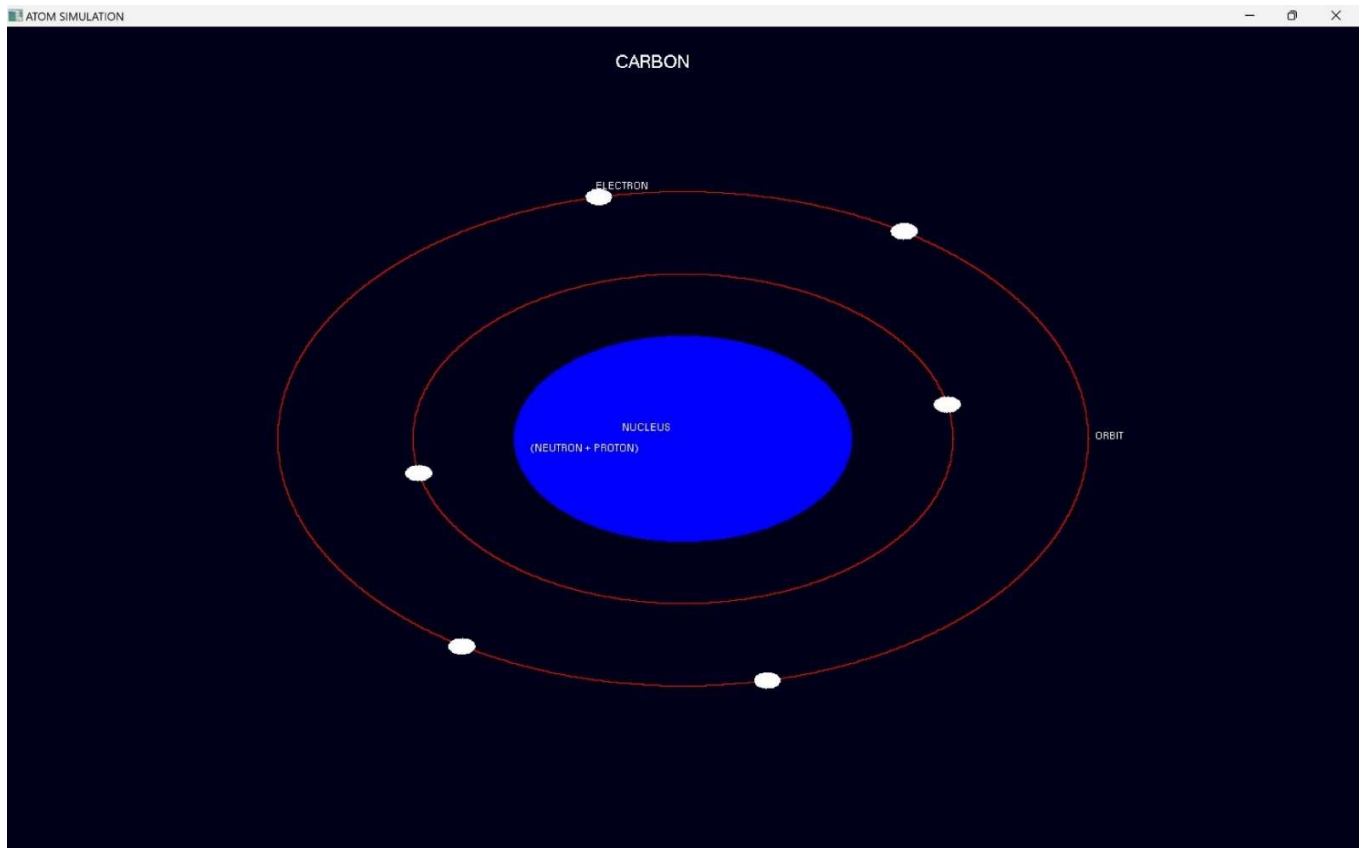 ATOM SIMULATION
CARBON
ELECTRON
NUCLEUS
(NEUTRON + PROTON)
ORBIT